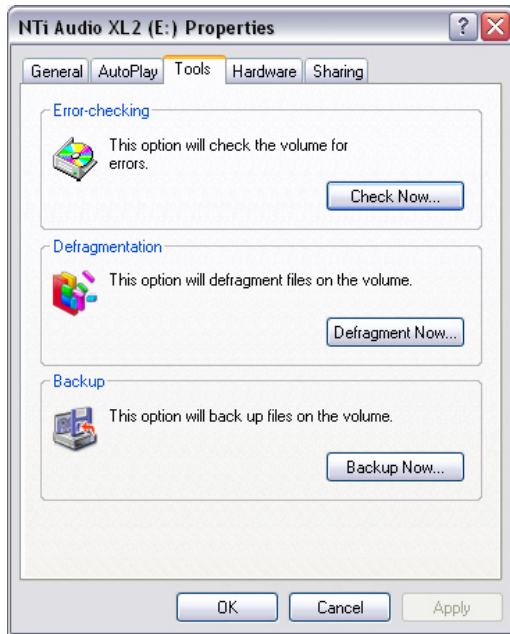 NTi Audio XL2 (E:) Properties
General AutoPlay Tools Hardware Sharing
Error-checking
This option will check the volume for
errors.
Check Now...
Defragmentation
This option will defragment files on the volume.
Defragment Now...
Backup
This option will back up files on the volume.
Backup Now...
OK Cancel Apply